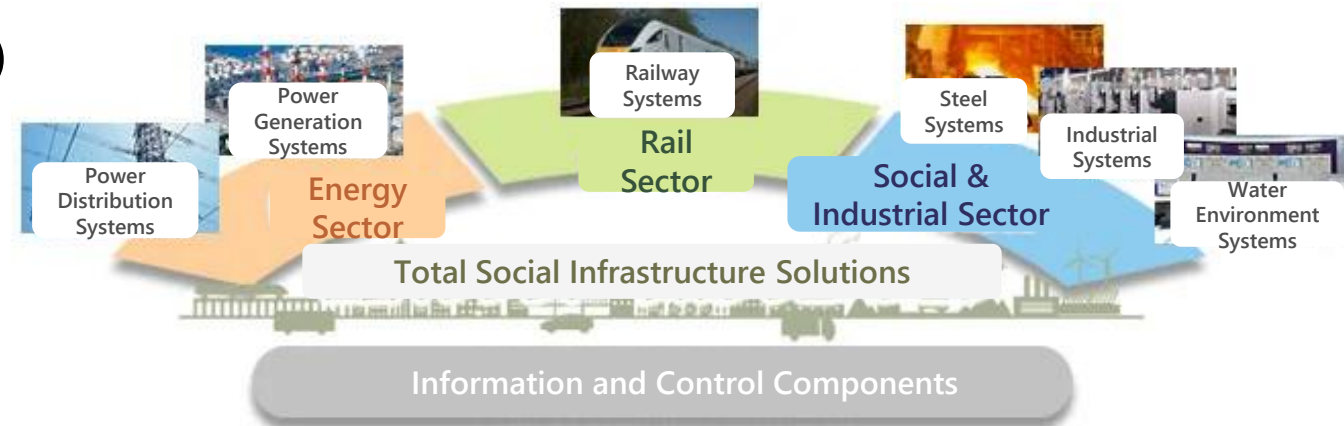 Railway
Systems
Power
Generation
Systems
Steel
Systems
Industrial
Systems
Power
Distribution
Systems
Water
Environment
Systems
Rail
Sector
Energy
Sector
Social &
Industrial Sector
Total Social Infrastructure Solutions
Information and Control Components